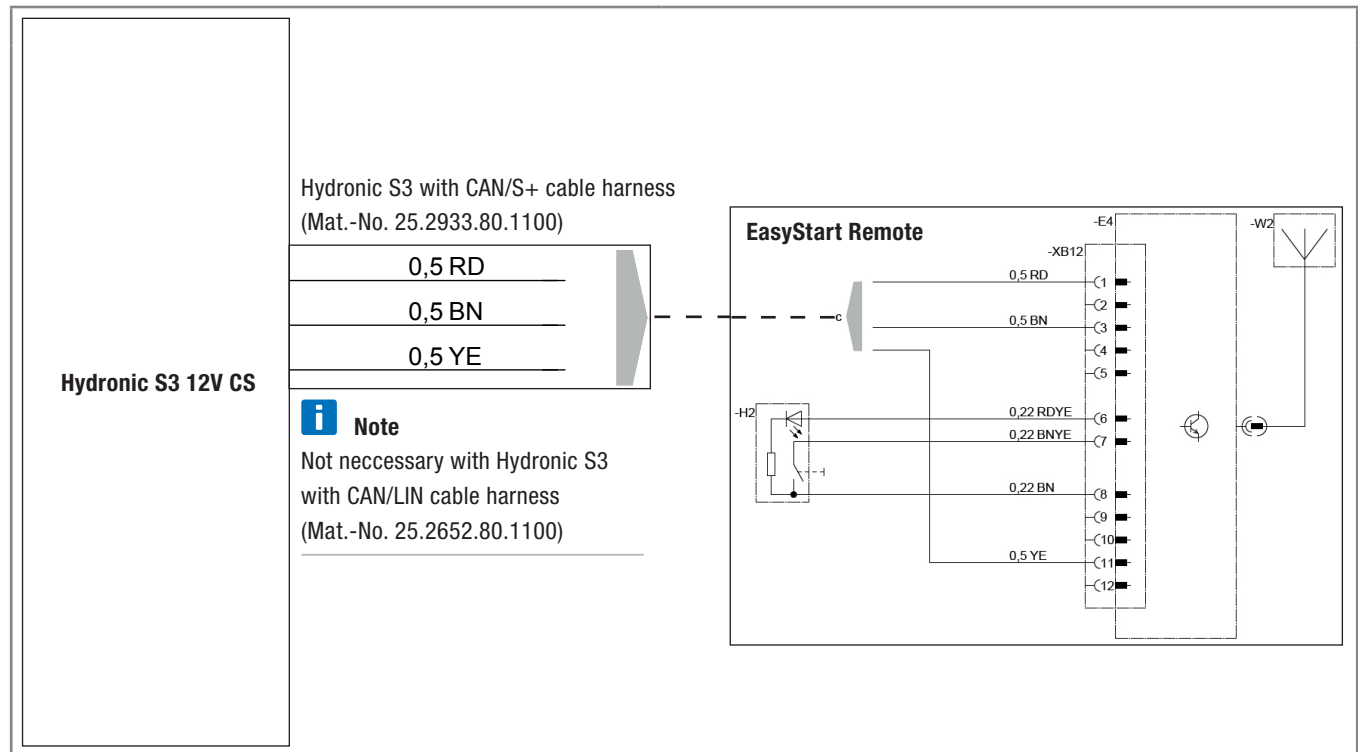 Hydronic S3 12V CS
Hydronic S3 with CAN/S+ cable harness
(Mat.-No. 25.2933.80.1100)
0,5 RD
0,5 BN
0,5 YE
i Note
Not neccessary with Hydronic S3
with CAN/LIN cable harness
(Mat.-No. 25.2652.80.1100)
EasyStart Remote
-E4
-W2
-XB12
0,5 RD
1
2
c
0,5 BN
3
4
5
-H2
0,22 RDYE
6
0,22 BNYE
7
0,22 BN
8
9
10
0,5 YE
11
12